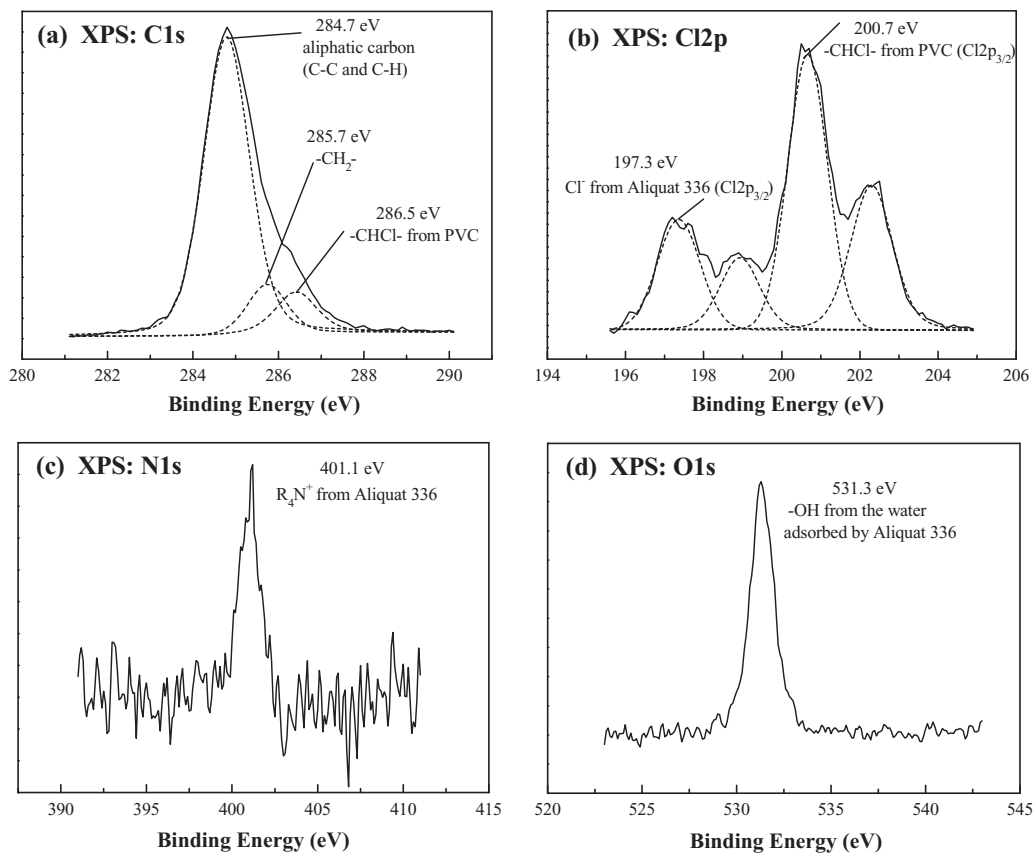 (a) XPS: C1s
284.7 eV
aliphatic carbon
(C-C and C-H)
285.7 eV
-CH₂-
286.5 eV
-CHCl- from PVC
280 282 284 286 288 290
Binding Energy (eV)
(b) XPS: Cl2p
200.7 eV
-CHCl- from PVC (Cl2p₃/₂)
197.3 eV
Cl⁻ from Aliquat 336 (Cl2p₃/₂)
194 196 198 200 202 204 206
Binding Energy (eV)
(c) XPS: N1s
401.1 eV
R₄N⁺ from Aliquat 336
390 395 400 405 410 415
Binding Energy (eV)
(d) XPS: O1s
531.3 eV
-OH from the water
adsorbed by Aliquat 336
520 525 530 535 540 545
Binding Energy (eV)